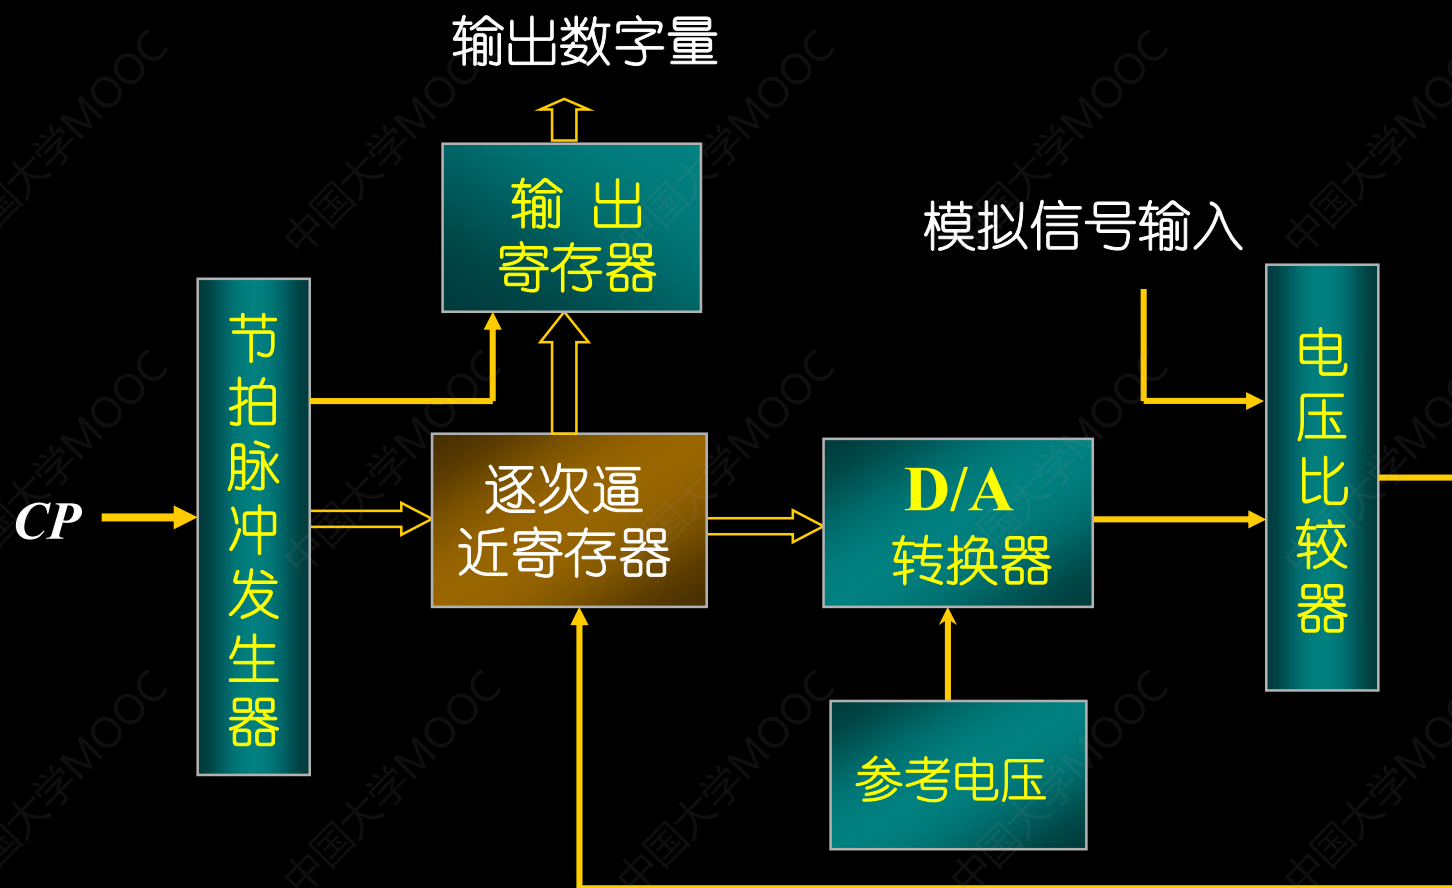 输出数字量
输 出
寄存器
模拟信号输入
节拍脉冲发生器
CP
逐次逼
近寄存器
D/A
转换器
电压比较器
参考电压
中国大学MOOC